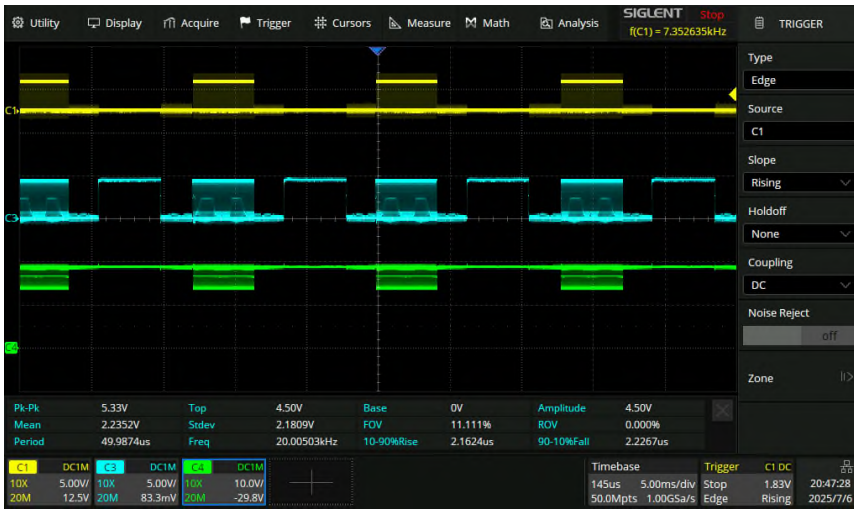 Utility Display Acquire Trigger Cursors Measure Math Analysis
SIGLENT Stop
f(C1) = 7.352635kHz
TRIGGER
Type
Edge
Source
C1
Slope
Rising
Holdoff
None
Coupling
DC
Noise Reject
off
Zone
C1
C3
C4
Pk-Pk 5.33V Top 4.50V Base 0V Amplitude 4.50V
Mean 2.2352V Stdev 2.1809V FOV 11.111% ROV 0.000%
Period 49.9874us Freq 20.00503kHz 10-90%Rise 2.1624us 90-10%Fall 2.2267us
C1 DC1M C3 DC1M C4 DC1M
10X 5.00V/ 10X 5.00V/ 10X 10.0V/
20M 12.5V 20M 83.3mV 20M -29.8V
Timebase Trigger C1 DC
145us 5.00ms/div Stop 1.83V 20:47:28
50.0Mpts 1.00GSa/s Edge Rising 2025/7/6